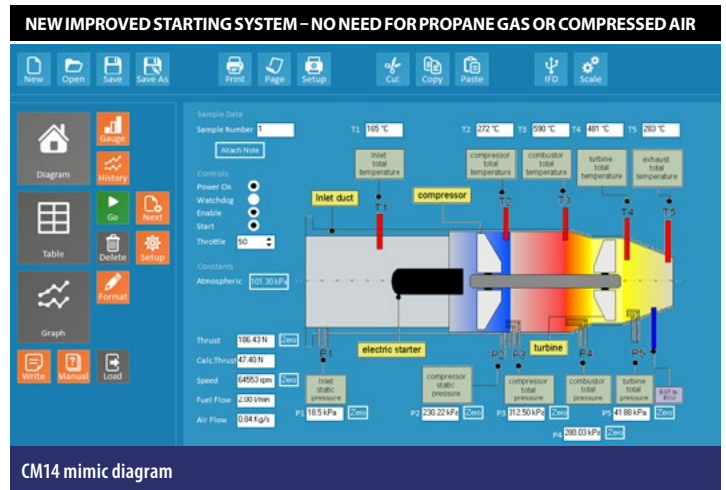 NEW IMPROVED STARTING SYSTEM – NO NEED FOR PROPANE GAS OR COMPRESSED AIR
New Open Save Save As Print Page Setup Cut Copy Paste IFD Scale
Sample Data
Sample Number 1
Attach Note
T1 165 °C
T2 272 °C
T3 590 °C
T4 481 °C
T5 283 °C
Diagram
Gauge
History
Controls
Power On
Watchdog
Enable
Start
Throttle 50
Inlet total temperature
compressor total temperature
combustor total temperature
turbine total temperature
exhaust total temperature
Inlet duct
compressor
T1
T2
T3
T4
T5
Table
Go
Next
Delete
Setup
Constants
Atmospheric 101.30 kPa
Graph
Format
Write
Manual
Load
Thrust 186.43 N Zero
Calc.Thrust 47.40 N
Speed 64553 rpm Zero
Fuel Flow 2.00 l/min
Air Flow 0.84 Kg/s
electric starter
turbine
P1
P2
P3
P4
P5
Inlet static pressure
compressor static pressure
compressor total pressure
combustor total pressure
turbine total pressure
EGT to ECU
P1 18.5 kPa Zero
P2 230.22 kPa Zero
P3 312.50 kPa Zero
P5 41.88 kPa Zero
P4 280.03 kPa Zero
CM14 mimic diagram